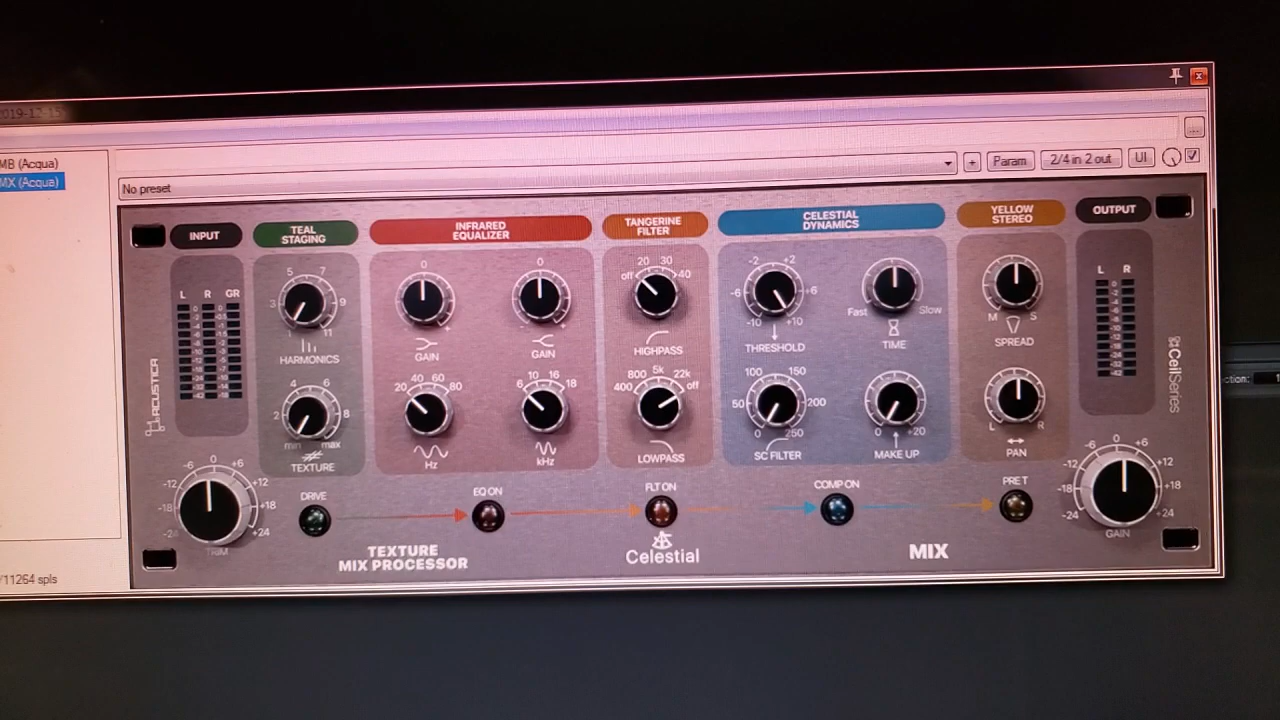 2019-12-15
MB (Acqua)
MX (Acqua)
+
Param
2/4 in 2 out
UI
...
No preset
INPUT
TEAL
STAGING
INFRARED
EQUALIZER
TANGERINE
FILTER
CELESTIAL
DYNAMICS
YELLOW
STEREO
OUTPUT
L R GR
3 5 7 9 11
HARMONICS
0
- +
GAIN
0
- +
GAIN
off 20 30 40
HIGHPASS
-10 -6 -2 +2 +6 +10
THRESHOLD
Fast Slow
TIME
M S
SPREAD
L R
ACUSTICA
CeilSeries
min 2 4 6 8 max
TEXTURE
20 40 60 80
Hz
6 10 16 18
kHz
400 800 5k 22k off
LOWPASS
0 50 100 150 200 250
SC FILTER
0 +20
MAKE UP
L R
PAN
-24 -18 -12 -6 0 +6 +12 +18 +24
TRIM
DRIVE
EQ ON
FLT ON
COMP ON
PRE T
-24 -18 -12 -6 0 +6 +12 +18 +24
GAIN
TEXTURE
MIX PROCESSOR
Celestial
MIX
/11264 spls
ction: